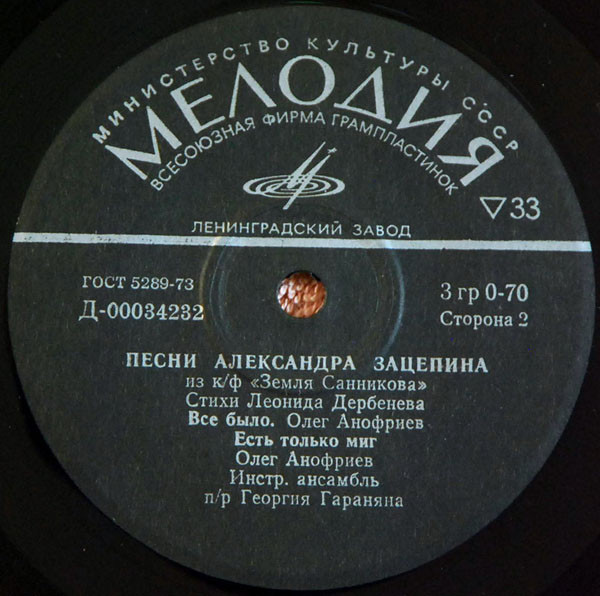 МИНИСТЕРСТВО КУЛЬТУРЫ СССР
МЕЛОДИЯ
ВСЕСОЮЗНАЯ ФИРМА ГРАМПЛАСТИНОК
▽33
ЛЕНИНГРАДСКИЙ ЗАВОД
ГОСТ 5289-73
Д-00034232
3 гр 0-70
Сторона 2
ПЕСНИ АЛЕКСАНДРА ЗАЦЕПИНА
из к/ф «Земля Санникова»
Стихи Леонида Дербенева
Все было. Олег Анофриев
Есть только миг
Олег Анофриев
Инстр. ансамбль
п/р Георгия Гараняна